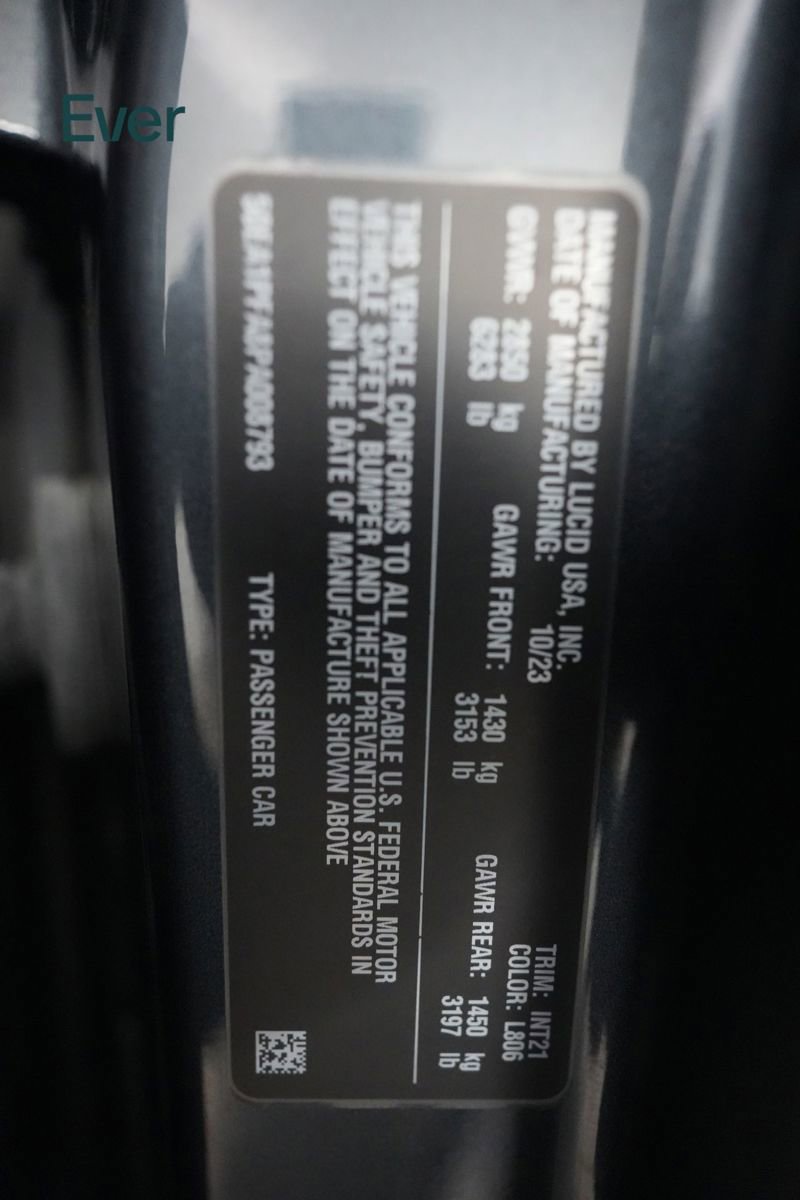 Ever
MANUFACTURED BY LUCID USA, INC.
DATE OF MANUFACTURING: 10/23
TRIM: INT21
COLOR: L806
GVWR: 2850 kg GAWR FRONT: 1430 kg GAWR REAR: 1450 kg
6283 lb 3153 lb 3197 lb
THIS VEHICLE CONFORMS TO ALL APPLICABLE U.S. FEDERAL MOTOR
VEHICLE SAFETY, BUMPER AND THEFT PREVENTION STANDARDS IN
EFFECT ON THE DATE OF MANUFACTURE SHOWN ABOVE
50EA1PFA8PA008793 TYPE: PASSENGER CAR